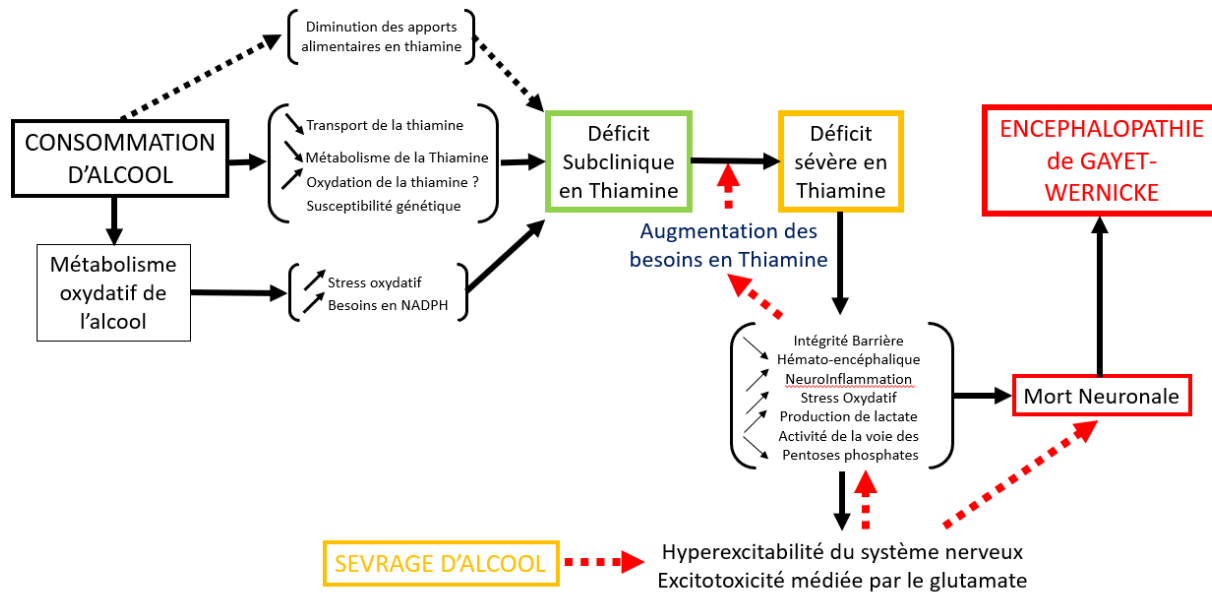 Diminution des apports
alimentaires en thiamine
CONSOMMATION
D'ALCOOL
Transport de la thiamine
Métabolisme de la Thiamine
Oxydation de la thiamine ?
Susceptibilité génétique
Déficit
Subclinique
en Thiamine
Déficit
sévère en
Thiamine
ENCEPHALOPATHIE
de GAYET-
WERNICKE
Augmentation des
besoins en Thiamine
Métabolisme
oxydatif de
l'alcool
Stress oxydatif
Besoins en NADPH
Intégrité Barrière
Hémato-encéphalique
NeuroInflammation
Stress Oxydatif
Production de lactate
Activité de la voie des
Pentoses phosphates
Mort Neuronale
SEVRAGE D'ALCOOL
Hyperexcitabilité du système nerveux
Excitotoxicité médiée par le glutamate